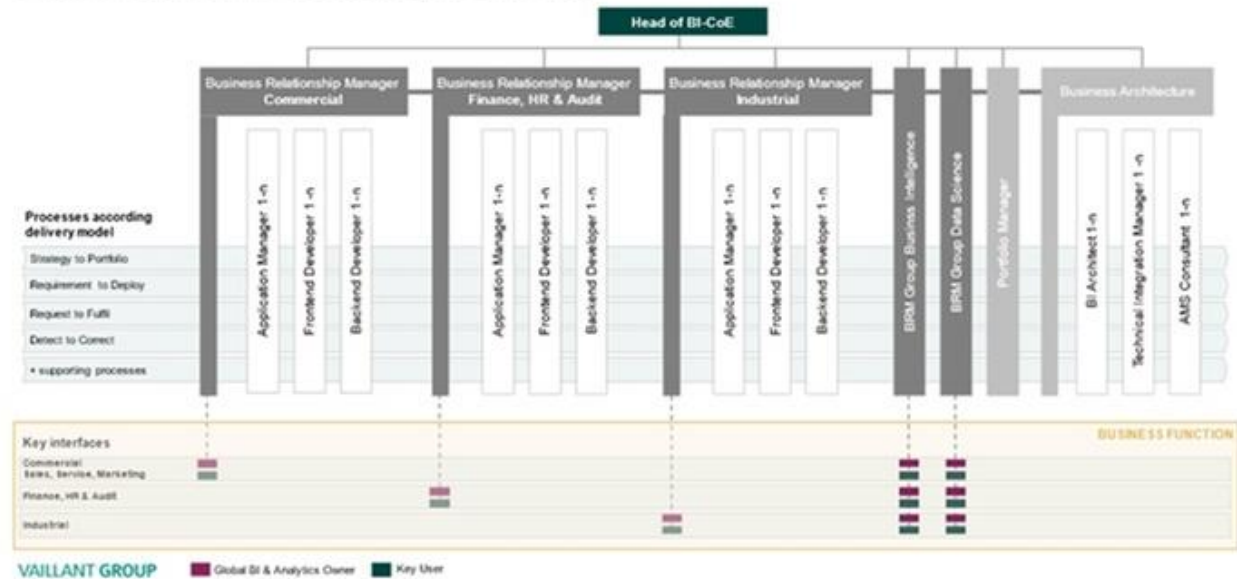 Head of BI-CoE
Business Relationship Manager
Commercial
Business Relationship Manager
Finance, HR & Audit
Business Relationship Manager
Industrial
BRM Group Businss Intelligence
BRM Group Data Science
Portfolio Manager
Business Architecture
Application Manager 1-n
Frontend Developer 1-n
Backend Developer 1-n
Application Manager 1-n
Frontend Developer 1-n
Backend Developer 1-n
Application Manager 1-n
Frontend Developer 1-n
Backend Developer 1-n
BI Architect 1-n
Technical Integration Manager 1-n
AMS Consultant 1-n
Processes according
delivery model
Strategy to Portfolio
Requirement to Deploy
Request to Fulfil
Detect to Correct
+ supporting processes
BUSINESS FUNCTION
Key interfaces
Commercial
Sales, Service, Marketing
Finance, HR & Audit
Industrial
VAILLANT GROUP
Global BI & Analytics Owner
Key User